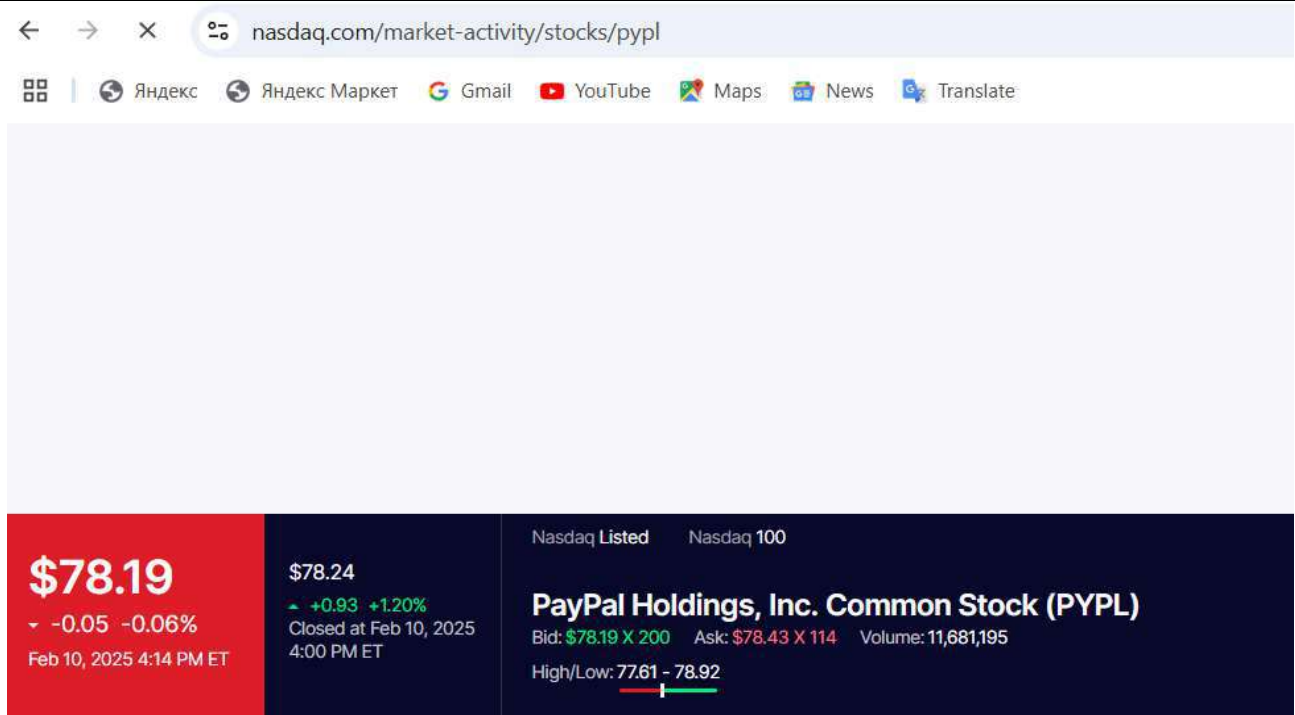 nasdaq.com/market-activity/stocks/pypl
Яндекс Яндекс Маркет Gmail YouTube Maps News Translate
$78.19
-0.05 -0.06%
Feb 10, 2025 4:14 PM ET
$78.24
+0.93 +1.20%
Closed at Feb 10, 2025
4:00 PM ET
Nasdaq Listed Nasdaq 100
PayPal Holdings, Inc. Common Stock (PYPL)
Bid: $78.19 X 200 Ask: $78.43 X 114 Volume: 11,681,195
High/Low: 77.61 - 78.92